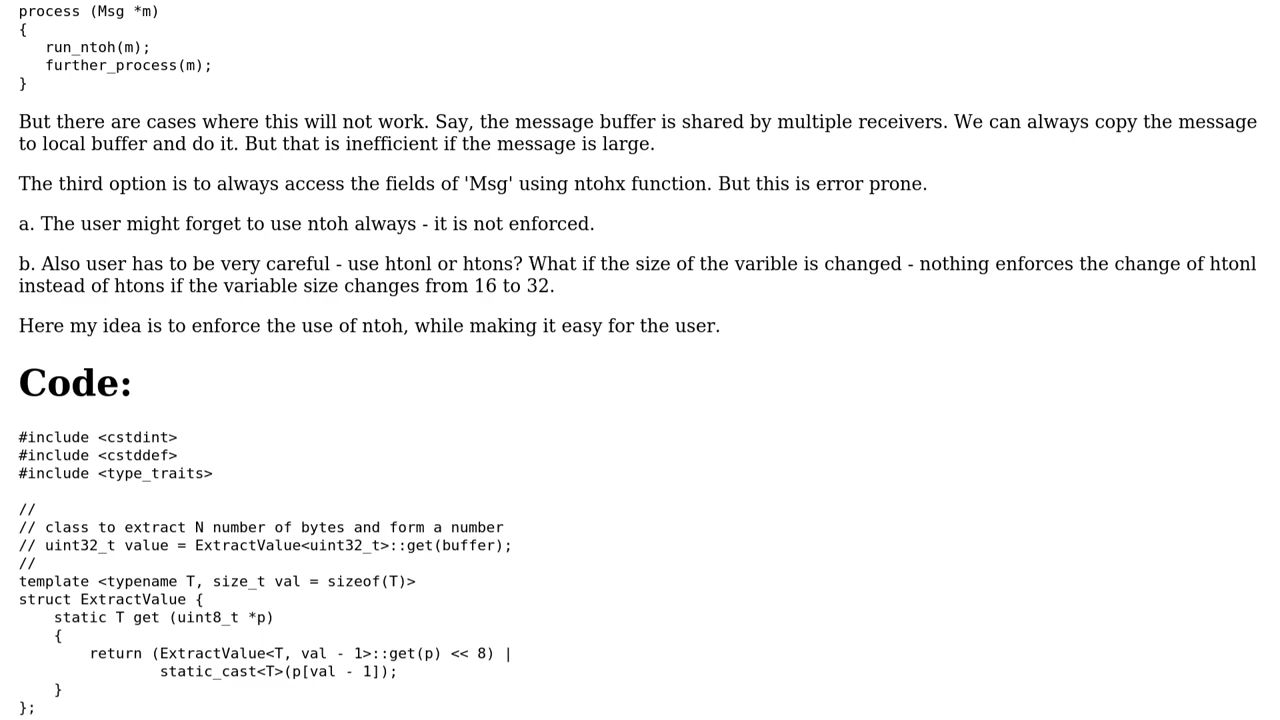 process (Msg *m)
{
   run_ntoh(m);
   further_process(m);
}
But there are cases where this will not work. Say, the message buffer is shared by multiple receivers. We can always copy the message
to local buffer and do it. But that is inefficient if the message is large.
The third option is to always access the fields of 'Msg' using ntohx function. But this is error prone.
a. The user might forget to use ntoh always - it is not enforced.
b. Also user has to be very careful - use htonl or htons? What if the size of the varible is changed - nothing enforces the change of htonl
instead of htons if the variable size changes from 16 to 32.
Here my idea is to enforce the use of ntoh, while making it easy for the user.
Code:
#include <cstdint>
#include <cstddef>
#include <type_traits>
//
// class to extract N number of bytes and form a number
// uint32_t value = ExtractValue<uint32_t>::get(buffer);
//
template <typename T, size_t val = sizeof(T)>
struct ExtractValue {
    static T get (uint8_t *p)
    {
        return (ExtractValue<T, val - 1>::get(p) << 8) |
                static_cast<T>(p[val - 1]);
    }
};